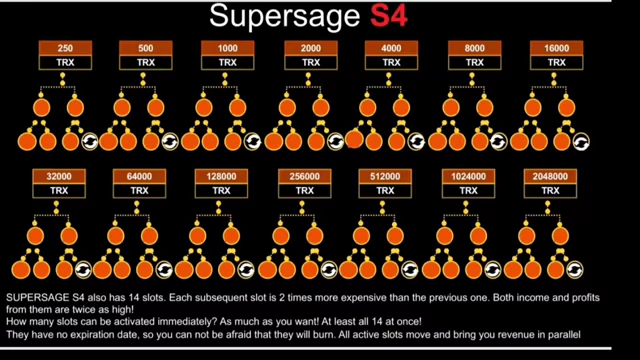 Supersage S4
250 500 1000 2000 4000 8000 16000
TRX TRX TRX TRX TRX TRX TRX
32000 64000 128000 256000 512000 1024000 2048000
TRX TRX TRX TRX TRX TRX TRX
SUPERSAGE S4 also has 14 slots. Each subsequent slot is 2 times more expensive than the previous one. Both income and profits
from them are twice as high!
How many slots can be activated immediately? As much as you want! At least all 14 at once!
They have no expiration date, so you can not be afraid that they will burn. All active slots move and bring you revenue in parallel